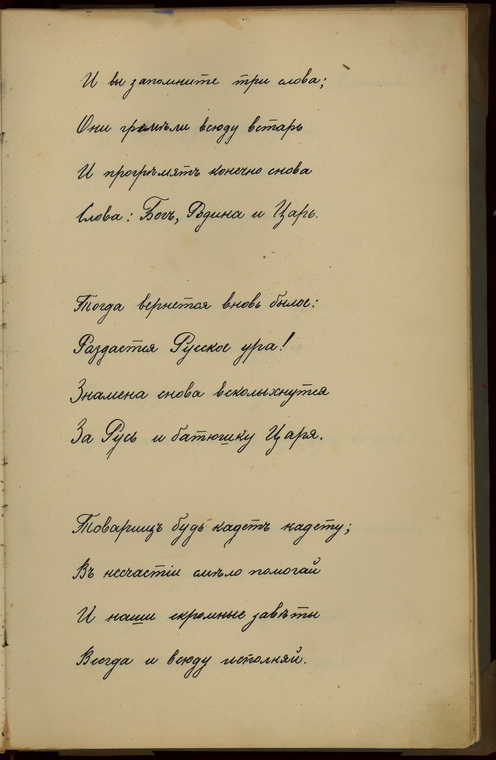 И вы запомните три слова;
Они гремѣли всюду встарь
И прогрѣмятъ конечно снова
Слова: Богъ, Родина и Царь.
Тогда вернется вновь былое:
Раздастся Русское ура!
Знамена снова всколыхнутся
За Русь и батюшку Царя.
Товарищъ будь кадетъ кадету;
Въ несчастіи смѣло помогай
И наши скромные завѣты
Всегда и всюду исполняй.